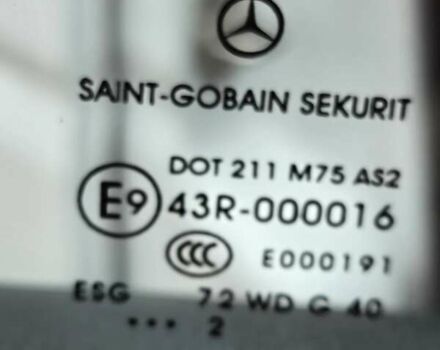 SAINT-GOBAIN SEKURIT
DOT 211 M75 AS2
E9 43R-000016
CCC E000191
ESG 72 WD G 40
••• 2